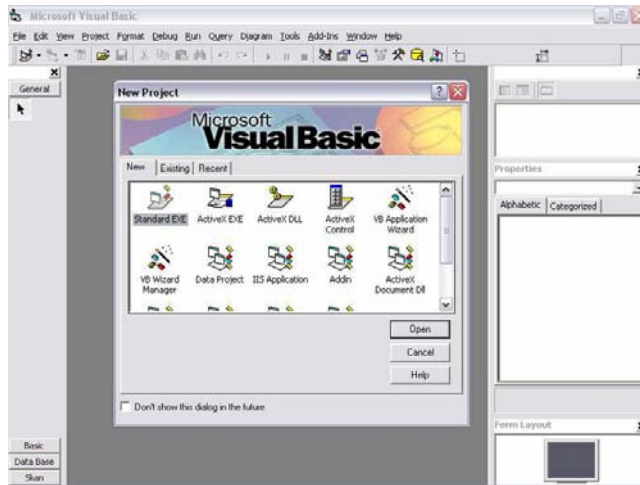 Microsoft Visual Basic
File Edit View Project Format Debug Run Query Diagram Tools Add-Ins Window Help
General
New Project
Microsoft
Visual Basic
New Existing Recent
Standard EXE ActiveX EXE ActiveX DLL ActiveX Control VB Application Wizard
VB Wizard Manager Data Project IIS Application Addin ActiveX Document Dll
Open
Cancel
Help
Don't show this dialog in the future
Properties
Alphabetic Categorized
Form Layout
Basic
Data Base
Skan